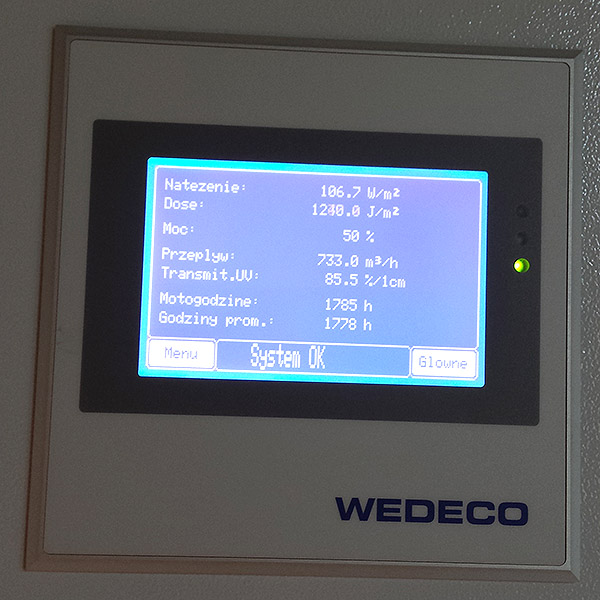 Natezenie: 106.7 W/m²
Dose: 1240.0 J/m²
Moc: 50 %
Przeplyw: 733.0 m³/h
Transmit.UV: 85.5 %/1cm
Motogodzine: 1785 h
Godziny prom.: 1778 h
Menu System OK Glowne
WEDECO